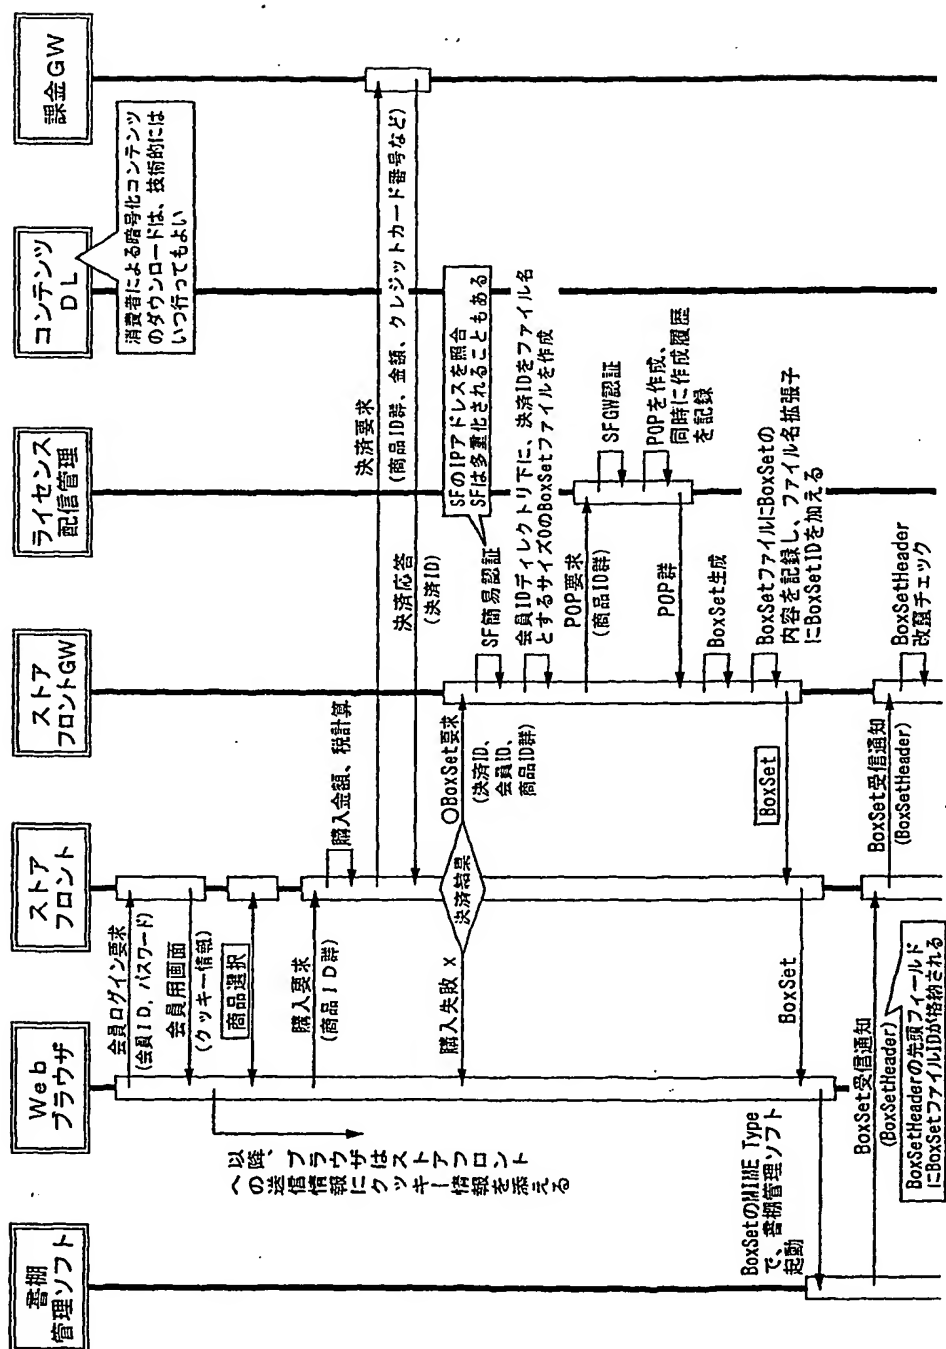 書棚
管理ソフト
Web
ブラウザ
ストア
フロント
ストア
フロントGW
ライセンス
配信管理
コンテンツ
DL
課金GW
消費者による暗号化コンテンツ
のダウンロードは、技術的には
いつ行ってもよい
会員ログイン要求
(会員ID, パスワード)
会員用画面
(クッキー情報)
以降、ブラウザはストアフロント
への送信情報にクッキー情報を添える
商品選択
購入要求
(商品ID群)
購入金額、税計算
決済要求
(商品ID群、金額、クレジットカード番号など)
決済応答
(決済ID)
決済結果
購入失敗 x
○BoxSet要求
(決済ID、
会員ID、
商品ID群)
SF簡易認証
SFのIPアドレスを照合
SFは多重化されることもある
会員IDディレクトリ下に、決済IDをファイル名
とするサイズ0のBoxSetファイルを作成
POP要求
(商品ID群)
SFGW認証
POPを作成、
同時に作成履歴
を記録
POP群
BoxSet生成
BoxSetファイルにBoxSetの
内容を記録し、ファイル名拡張子
にBoxSetIDを加える
BoxSet
BoxSet
BoxSetのMIME Type
で、書棚管理ソフト
起動
BoxSet受信通知
(BoxSetHeader)
BoxSetHeaderの先頭フィールド
にBoxSetファイルIDが格納される
BoxSet受信通知
(BoxSetHeader)
BoxSetHeader
改竄チェック